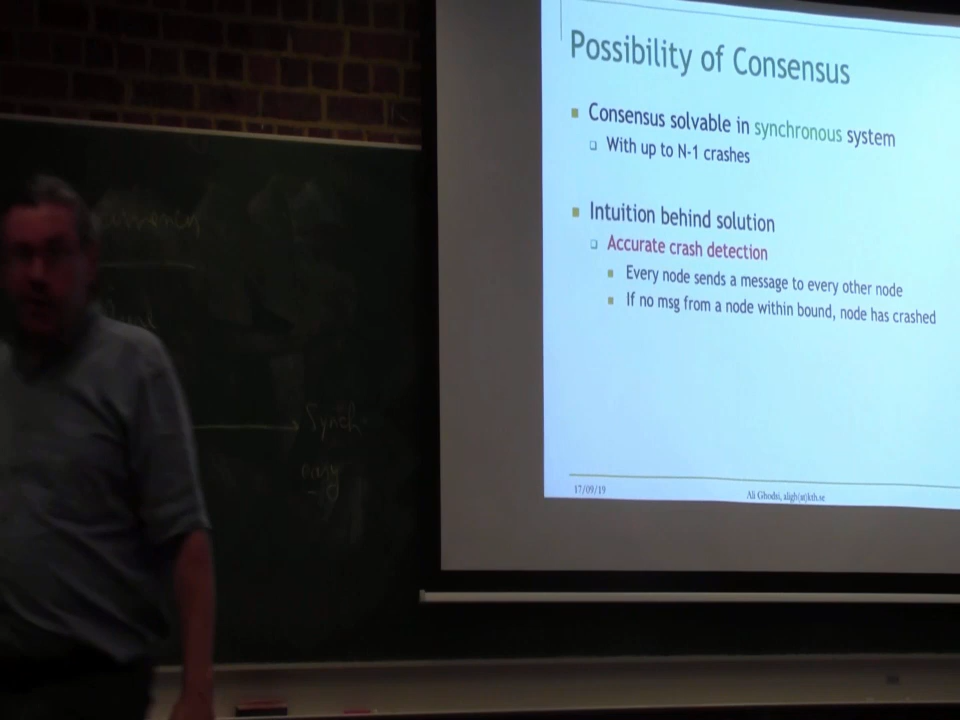 Possibility of Consensus
Consensus solvable in synchronous system
With up to N-1 crashes
Intuition behind solution
Accurate crash detection
Every node sends a message to every other node
If no msg from a node within bound, node has crashed
17/09/19
Ali Ghodsi, aligh(at)kth.se
Synch